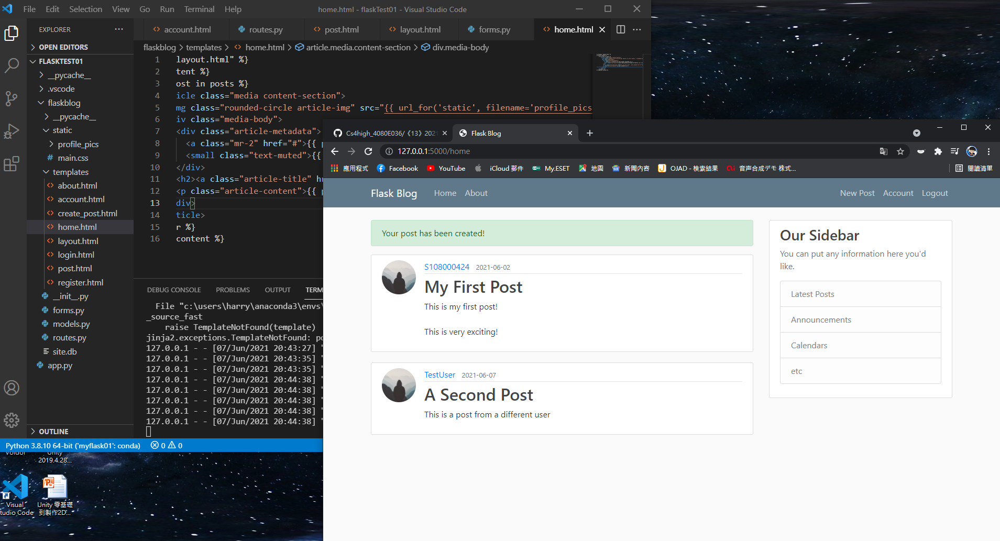 File Edit Selection View Go Run Terminal Help home.html - flaskTest01 - Visual Studio Code
EXPLORER
OPEN EDITORS
FLASKTEST01
__pycache__
.vscode
flaskblog
__pycache__
static
profile_pics
# main.css
templates
about.html
account.html
create_post.html
home.html
layout.html
login.html
post.html
register.html
__init__.py
forms.py
models.py
routes.py
site.db
app.py
OUTLINE
account.html routes.py post.html layout.html forms.py home.html
flaskblog > templates > home.html > article.media.content-section > div.media-body
1 layout.html" %}
2 tent %}
3 ost in posts %}
4 icle class="media content-section">
5 mg class="rounded-circle article-img" src="{{ url_for('static', filename='profile_pics
6 iv class="media-body">
7 <div class="article-metadata">
8 <a class="mr-2" href="#">{{ p
9 <small class="text-muted">{{
10 </div>
11 <h2><a class="article-title" hr
12 <p class="article-content">{{ p
13 div>
14 ticle>
15 r %}
16 content %}
DEBUG CONSOLE PROBLEMS OUTPUT TERM
File "c:\users\harry\anaconda3\envs\
_source_fast
raise TemplateNotFound(template)
jinja2.exceptions.TemplateNotFound: po
127.0.0.1 - - [07/Jun/2021 20:43:27] "
127.0.0.1 - - [07/Jun/2021 20:43:35] "
127.0.0.1 - - [07/Jun/2021 20:43:35] "
127.0.0.1 - - [07/Jun/2021 20:44:38] "
127.0.0.1 - - [07/Jun/2021 20:44:38] "
127.0.0.1 - - [07/Jun/2021 20:44:38] "
127.0.0.1 - - [07/Jun/2021 20:44:38] "
127.0.0.1 - - [07/Jun/2021 20:44:38] "
Python 3.8.10 64-bit ('myflask01': conda) 0 0
Unity
2019.4.28...
Visual
tudio Code
Unity 零基礎
到製作2D...
Cs4high_4080E036/《13》2021 Flask Blog
127.0.0.1:5000/home
應用程式 Facebook YouTube iCloud 郵件 My.ESET 地圖 新聞內容 OJAD - 検索結果 音声合成デモ 株式... 閱讀清單
Flask Blog Home About New Post Account Logout
Your post has been created!
S108000424 2021-06-02
My First Post
This is my first post!
This is very exciting!
TestUser 2021-06-07
A Second Post
This is a post from a different user
Our Sidebar
You can put any information here you'd
like.
Latest Posts
Announcements
Calendars
etc